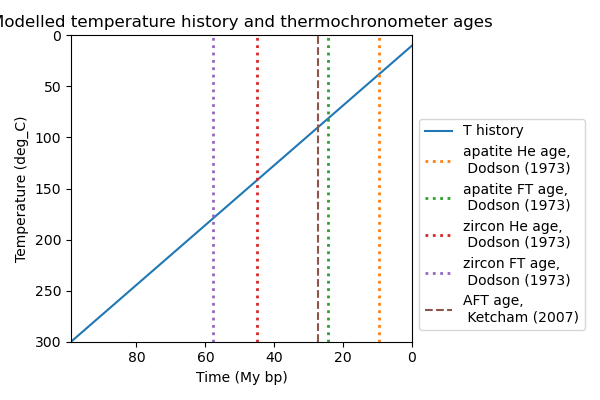 odelled temperature history and thermochronometer ages
0
50
100
150
200
250
300
Temperature (deg_C)
80
60
40
20
0
Time (My bp)
T history
apatite He age,
Dodson (1973)
apatite FT age,
Dodson (1973)
zircon He age,
Dodson (1973)
zircon FT age,
Dodson (1973)
AFT age,
Ketcham (2007)